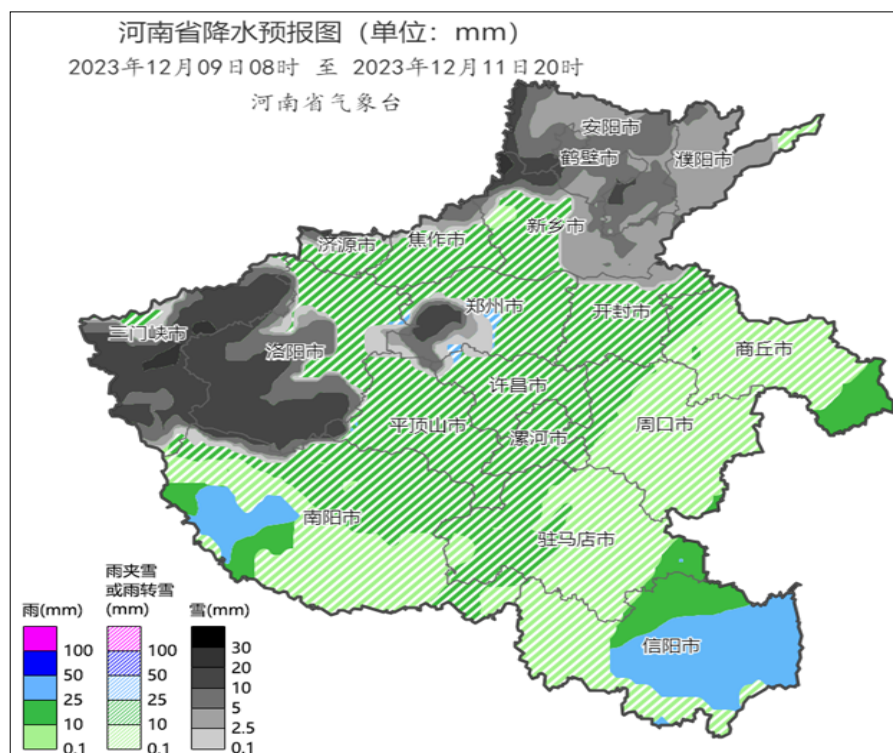 河南省降水预报图（单位：mm）
2023年12月09日08时 至 2023年12月11日20时
河南省气象台
安阳市
鹤壁市
濮阳市
新乡市
焦作市
济源市
郑州市
开封市
三门峡市
洛阳市
商丘市
许昌市
平顶山市
周口市
漯河市
南阳市
驻马店市
信阳市
雨(mm)
100
50
25
10
0.1
雨夹雪
或雨转雪
(mm)
100
50
25
10
0.1
雪(mm)
30
20
10
5
2.5
0.1